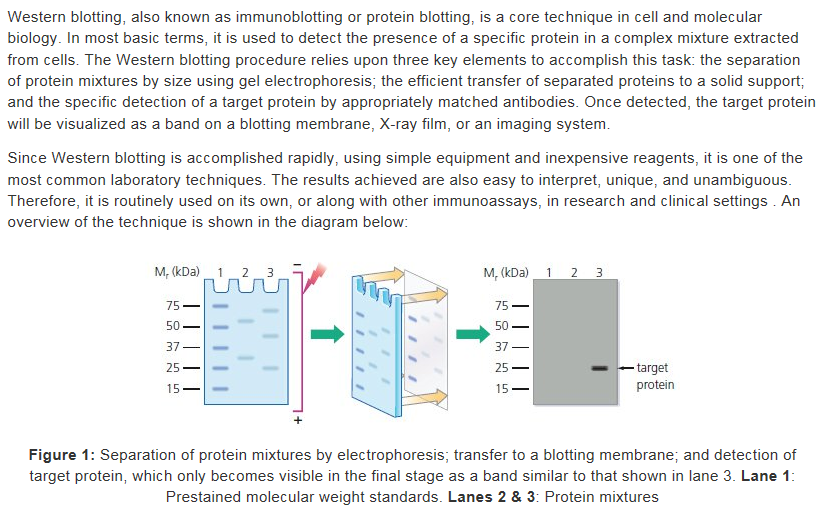 Western blotting, also known as immunoblotting or protein blotting, is a core technique in cell and molecular
biology. In most basic terms, it is used to detect the presence of a specific protein in a complex mixture extracted
from cells. The Western blotting procedure relies upon three key elements to accomplish this task: the separation
of protein mixtures by size using gel electrophoresis; the efficient transfer of separated proteins to a solid support;
and the specific detection of a target protein by appropriately matched antibodies. Once detected, the target protein
will be visualized as a band on a blotting membrane, X-ray film, or an imaging system.
Since Western blotting is accomplished rapidly, using simple equipment and inexpensive reagents, it is one of the
most common laboratory techniques. The results achieved are also easy to interpret, unique, and unambiguous.
Therefore, it is routinely used on its own, or along with other immunoassays, in research and clinical settings . An
overview of the technique is shown in the diagram below:
Mr (kDa) 1 2 3 −
75
50
37
25
15
+
Mr (kDa) 1 2 3
75
50
37
25
15
target
protein
Figure 1: Separation of protein mixtures by electrophoresis; transfer to a blotting membrane; and detection of
target protein, which only becomes visible in the final stage as a band similar to that shown in lane 3. Lane 1:
Prestained molecular weight standards. Lanes 2 & 3: Protein mixtures